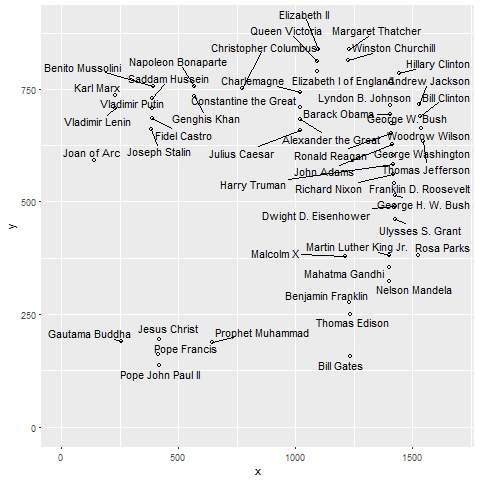 Elizabeth II
Queen Victoria
Margaret Thatcher
Christopher Columbus
Winston Churchill
Napoleon Bonaparte
Hillary Clinton
Benito Mussolini
Saddam Hussein
Charlemagne
Elizabeth I of England
Andrew Jackson
Karl Marx
Vladimir Putin
Constantine the Great
Lyndon B. Johnson
Bill Clinton
Barack Obama
George W. Bush
Vladimir Lenin
Genghis Khan
Fidel Castro
Alexander the Great
Woodrow Wilson
Joan of Arc
Joseph Stalin
Julius Caesar
Ronald Reagan
George Washington
John Adams
Thomas Jefferson
Harry Truman
Richard Nixon
Franklin D. Roosevelt
George H. W. Bush
Dwight D. Eisenhower
Ulysses S. Grant
Martin Luther King Jr.
Rosa Parks
Malcolm X
Mahatma Gandhi
Nelson Mandela
Benjamin Franklin
Thomas Edison
Gautama Buddha
Jesus Christ
Prophet Muhammad
Pope Francis
Pope John Paul II
Bill Gates
y
750
500
250
0
0
500
1000
1500
x